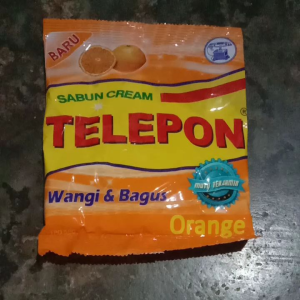 BARU
SABUN CREAM
TELEPON®
Wangi & Bagus
Orange